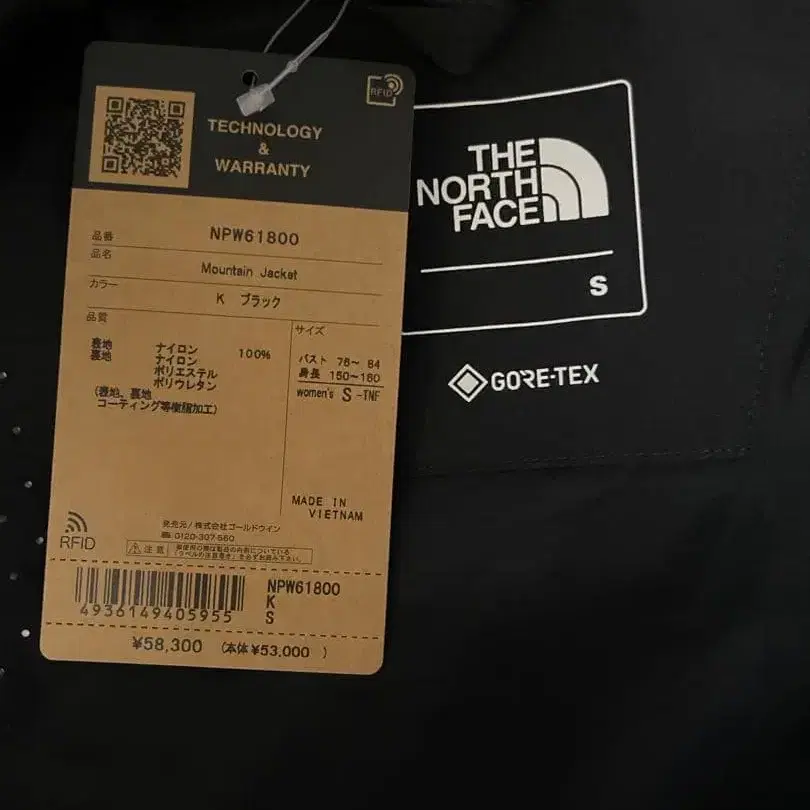 RFID
TECHNOLOGY
&
WARRANTY
品番 NPW61800
品名
Mountain Jacket
カラー
K ブラック
品質
表地 ナイロン 100%
裏地 ナイロン
ポリエステル
ポリウレタン
(表地、裏地
コーティング等樹脂加工)
サイズ
バスト 76～ 84
身長 150～160
women's S -TNF
MADE IN
VIETNAM
RFID
発売元/株式会社ゴールドウイン
☎ 0120-307-560
⚠ 注意
4936149405955
NPW61800
K
S
¥58,300 (本体¥53,000 )
THE
NORTH
FACE
S
GORE-TEX